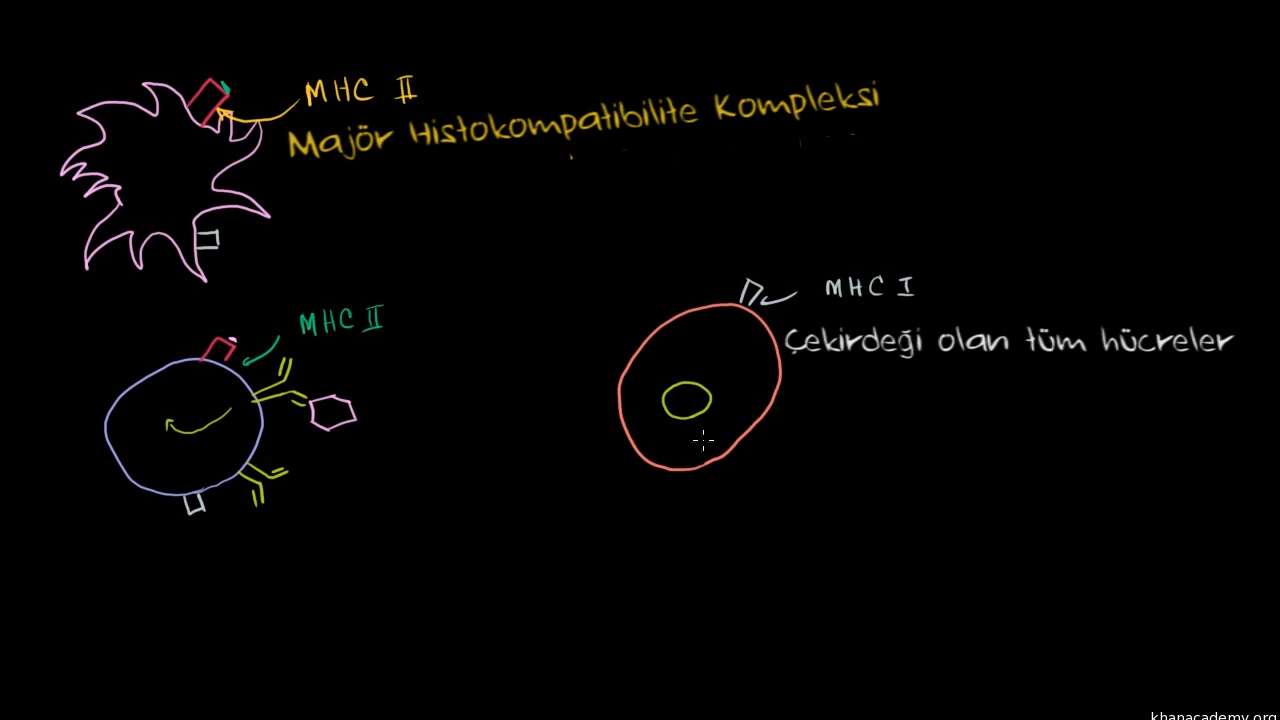 MHC II
Majör Histokompatibilite Kompleksi
MHC I
Çekirdeği olan tüm hücreler
MHC II
khanacademy.org